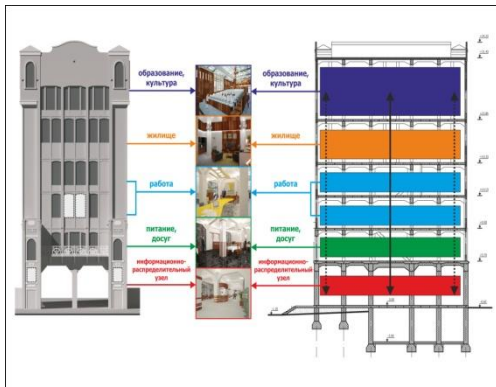 образование,
культура
образование,
культура
жилище
жилище
работа
работа
питание,
досуг
питание,
досуг
информационно-
распределительный
узел
информационно-
распределительный
узел